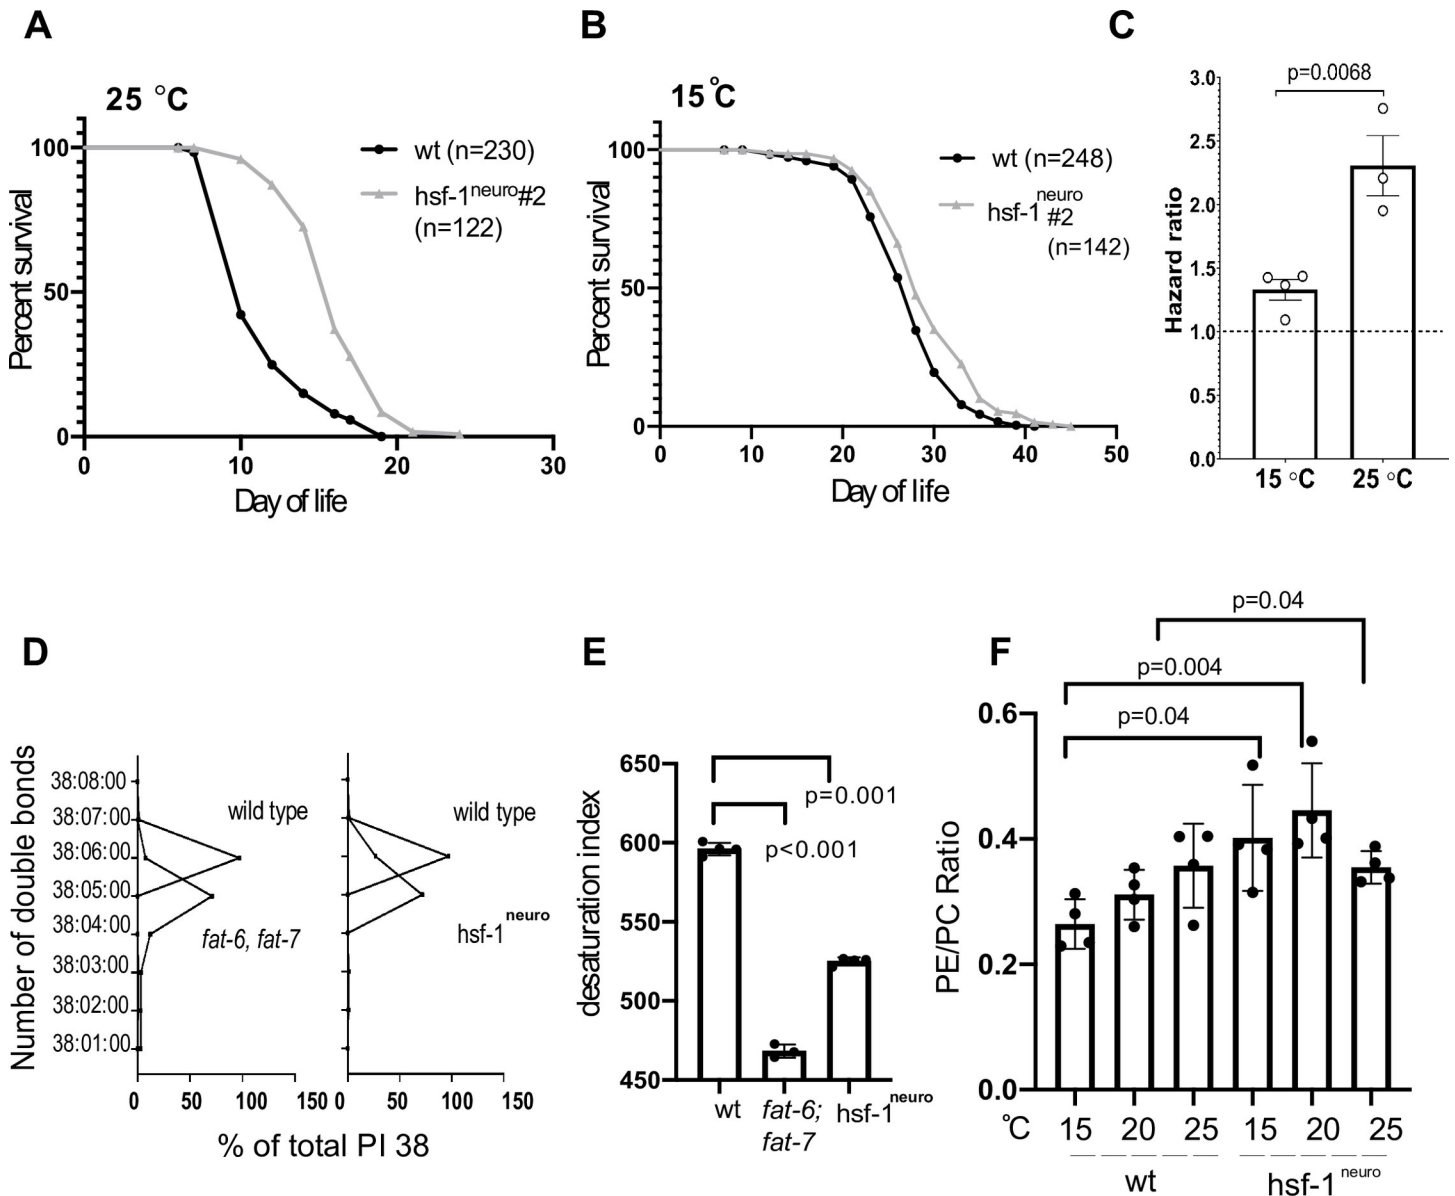 A
25 °C
100
50
0
0 10 20 30
Percent survival
Day of life
wt (n=230)
hsf-1neuro#2
(n=122)
B
15°C
100
50
0
0 10 20 30 40 50
Percent survival
Day of life
wt (n=248)
hsf-1neuro
#2
(n=142)
C
p=0.0068
3.0
2.5
2.0
1.5
1.0
0.5
0.0
Hazard ratio
15 °C 25 °C
D
Number of double bonds
38:08:00
38:07:00
38:06:00
38:05:00
38:04:00
38:03:00
38:02:00
38:01:00
wild type
fat-6, fat-7
0 50 100 150
wild type
hsf-1neuro
0 50 100 150
% of total PI 38
E
desaturation index
650
600
550
500
450
p=0.001
p<0.001
wt fat-6; hsf-1neuro
fat-7
F
p=0.04
p=0.004
p=0.04
PE/PC Ratio
0.6
0.4
0.2
0.0
°C 15 20 25 15 20 25
wt hsf-1neuro